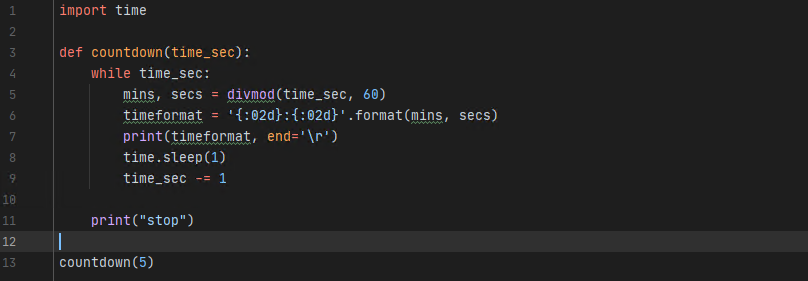 1 import time
2
3 def countdown(time_sec):
4     while time_sec:
5         mins, secs = divmod(time_sec, 60)
6         timeformat = '{:02d}:{:02d}'.format(mins, secs)
7         print(timeformat, end='\r')
8         time.sleep(1)
9         time_sec -= 1
10
11     print("stop")
12
13 countdown(5)